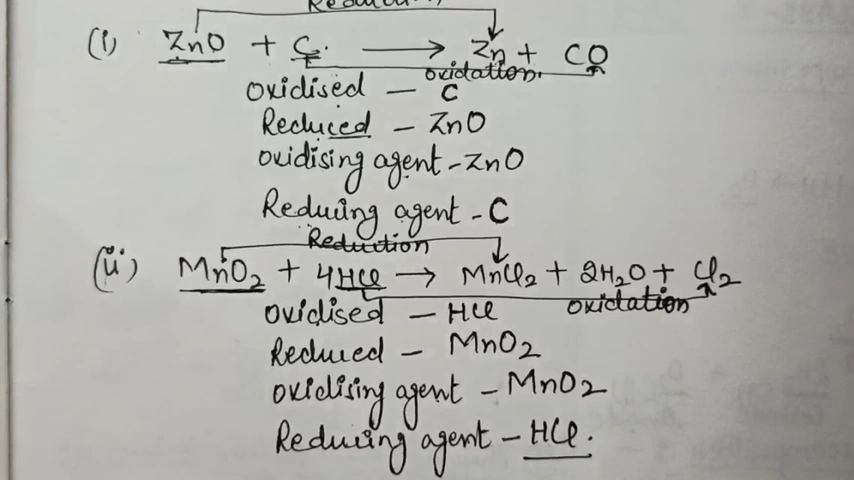 Reduction
(i) ZnO + C. → Zn + CO
oxidation.
oxidised — C
Reduced — ZnO
oxidising agent - ZnO
Reducing agent - C
Reduction
(ii) MnO2 + 4HCl → MnCl2 + 2H2O + Cl2
oxidation
oxidised — HCl
Reduced — MnO2
oxidising agent - MnO2
Reducing agent - HCl.